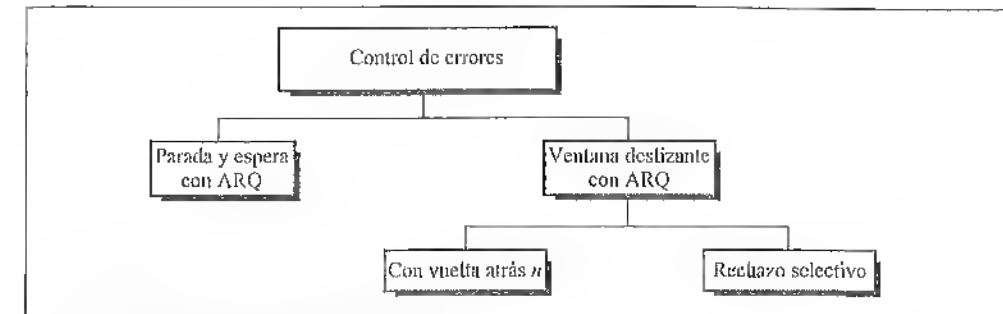 Control de errores
Parada y espera
con ARQ
Ventana deslizante
con ARQ
Con vuelta atrás n
Rechazo selectivo